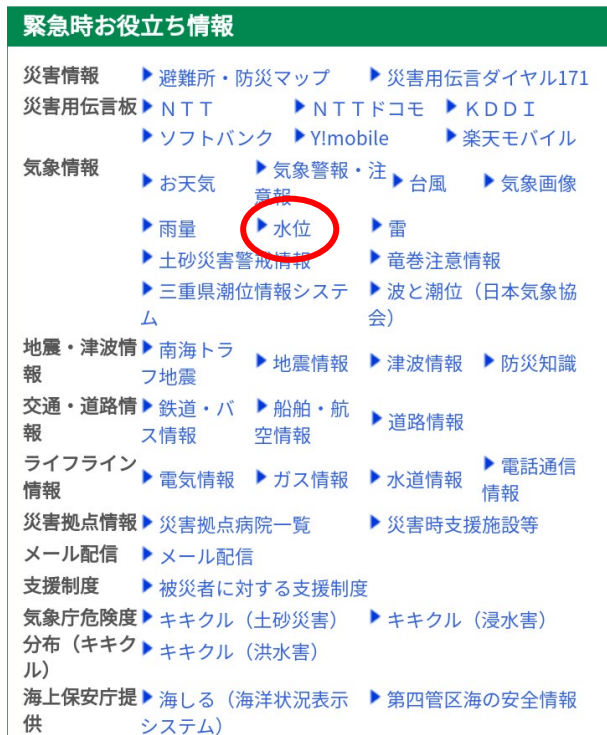 緊急時お役立ち情報
災害情報 避難所・防災マップ 災害用伝言ダイヤル171
災害用伝言板 ＮＴＴ ＮＴＴドコモ ＫＤＤＩ
ソフトバンク Y!mobile 楽天モバイル
気象情報 お天気 気象警報・注意報 台風 気象画像
雨量 水位 雷
土砂災害警戒情報 竜巻注意情報
三重県潮位情報システム 波と潮位（日本気象協会）
地震・津波情報 南海トラフ地震 地震情報 津波情報 防災知識
交通・道路情報 鉄道・バス情報 船舶・航空情報 道路情報
ライフライン情報 電気情報 ガス情報 水道情報 電話通信情報
災害拠点情報 災害拠点病院一覧 災害時支援施設等
メール配信 メール配信
支援制度 被災者に対する支援制度
気象庁危険度分布（キキクル） キキクル（土砂災害） キキクル（浸水害）
キキクル（洪水害）
海上保安庁提供 海しる（海洋状況表示システム） 第四管区海の安全情報